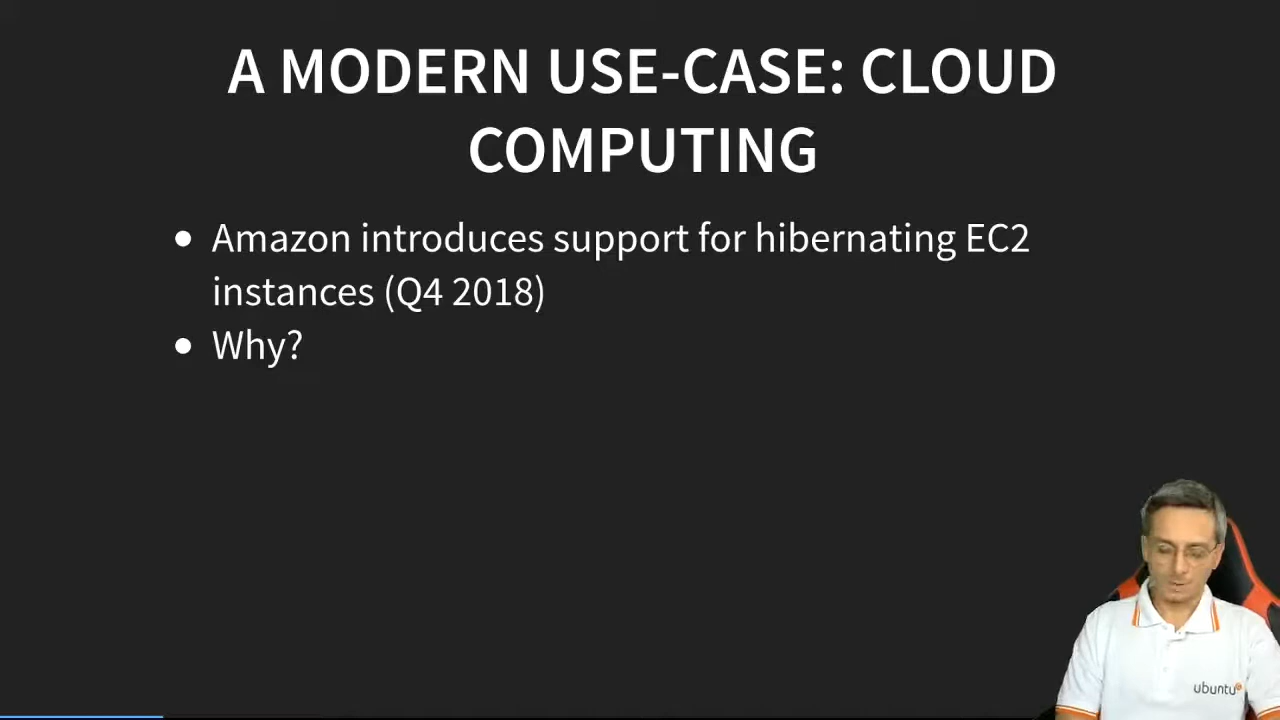 A MODERN USE-CASE: CLOUD
COMPUTING
• Amazon introduces support for hibernating EC2
instances (Q4 2018)
• Why?
ubuntu